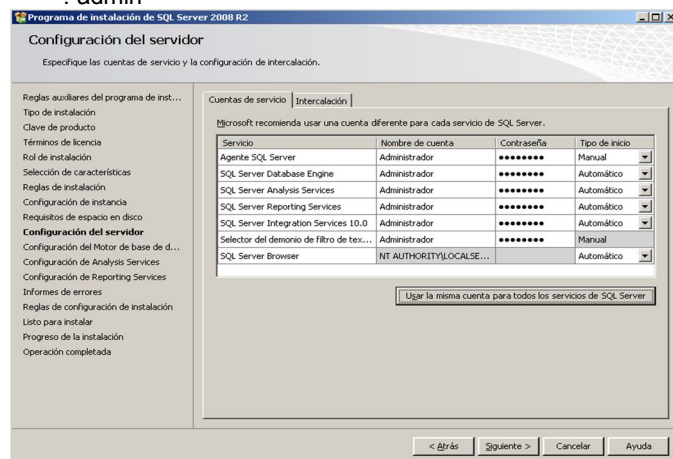 : admin
Programa de instalación de SQL Server 2008 R2
Configuración del servidor
Especifique las cuentas de servicio y la configuración de intercalación.
Reglas auxiliares del programa de inst...
Tipo de instalación
Clave de producto
Términos de licencia
Rol de instalación
Selección de características
Reglas de instalación
Configuración de instancia
Requisitos de espacio en disco
Configuración del servidor
Configuración del Motor de base de d...
Configuración de Analysis Services
Configuración de Reporting Services
Informes de errores
Reglas de configuración de instalación
Listo para instalar
Progreso de la instalación
Operación completada
Cuentas de servicio Intercalación
Microsoft recomienda usar una cuenta diferente para cada servicio de SQL Server.
Servicio Nombre de cuenta Contraseña Tipo de inicio
Agente SQL Server Administrador ●●●●●●●● Manual
SQL Server Database Engine Administrador ●●●●●●●● Automático
SQL Server Analysis Services Administrador ●●●●●●●● Automático
SQL Server Reporting Services Administrador ●●●●●●●● Automático
SQL Server Integration Services 10.0 Administrador ●●●●●●●● Automático
Selector del demonio de filtro de tex... Administrador ●●●●●●●● Manual
SQL Server Browser NT AUTHORITY\LOCALSE... Automático
Usar la misma cuenta para todos los servicios de SQL Server
< Atrás Siguiente > Cancelar Ayuda